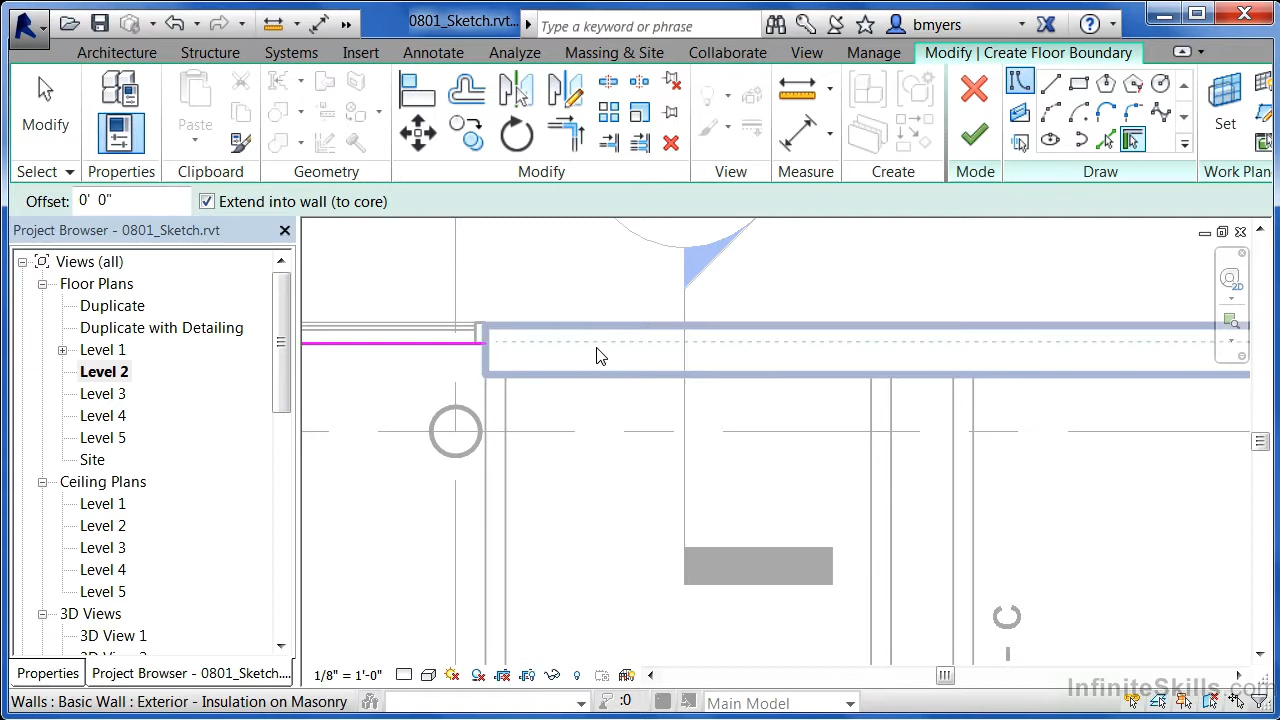 0801_Sketch.rvt...
Type a keyword or phrase
bmyers
Architecture Structure Systems Insert Annotate Analyze Massing & Site Collaborate View Manage Modify | Create Floor Boundary
Modify
Paste
Set
Select Properties Clipboard Geometry Modify View Measure Create Mode Draw Work Plan
Offset: 0' 0" Extend into wall (to core)
Project Browser - 0801_Sketch.rvt
Views (all)
Floor Plans
Duplicate
Duplicate with Detailing
Level 1
Level 2
Level 3
Level 4
Level 5
Site
Ceiling Plans
Level 1
Level 2
Level 3
Level 4
Level 5
3D Views
3D View 1
2D
C
Properties Project Browser - 0801_Sketch.rvt...
1/8" = 1'-0"
Walls : Basic Wall : Exterior - Insulation on Masonry
:0
Main Model
InfiniteSkills.com